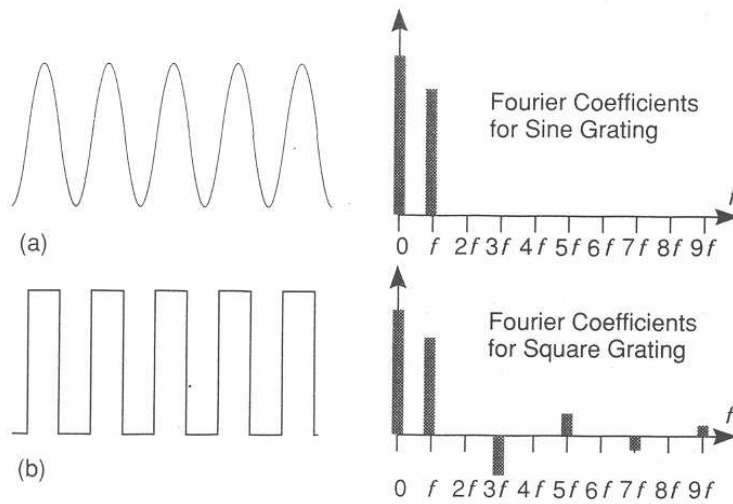 Fourier Coefficients
for Sine Grating
f
0 f 2f 3f 4f 5f 6f 7f 8f 9f
(a)
Fourier Coefficients
for Square Grating
f
0 f 2f 3f 4f 5f 6f 7f 8f 9f
(b)